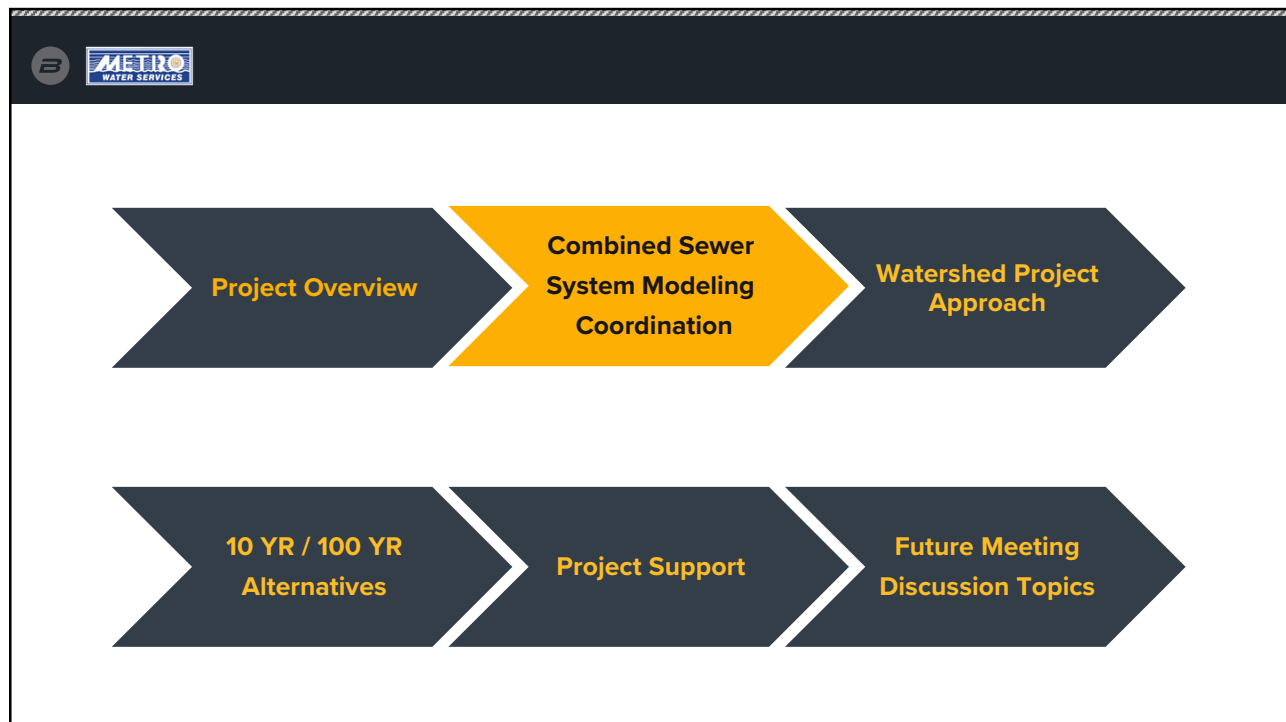 B
METRO
WATER SERVICES
Project Overview
Combined Sewer
System Modeling
Coordination
Watershed Project
Approach
10 YR / 100 YR
Alternatives
Project Support
Future Meeting
Discussion Topics